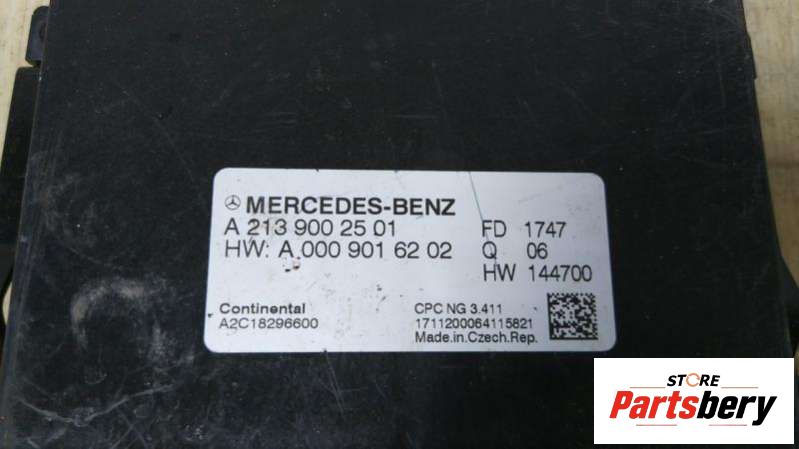 MERCEDES-BENZ
A 213 900 25 01 FD 1747
HW: A 000 901 62 02 Q 06
HW 144700
Continental CPC NG 3.411
A2C18296600 1711200064115821
Made.in.Czech.Rep.
STORE
Partsbery